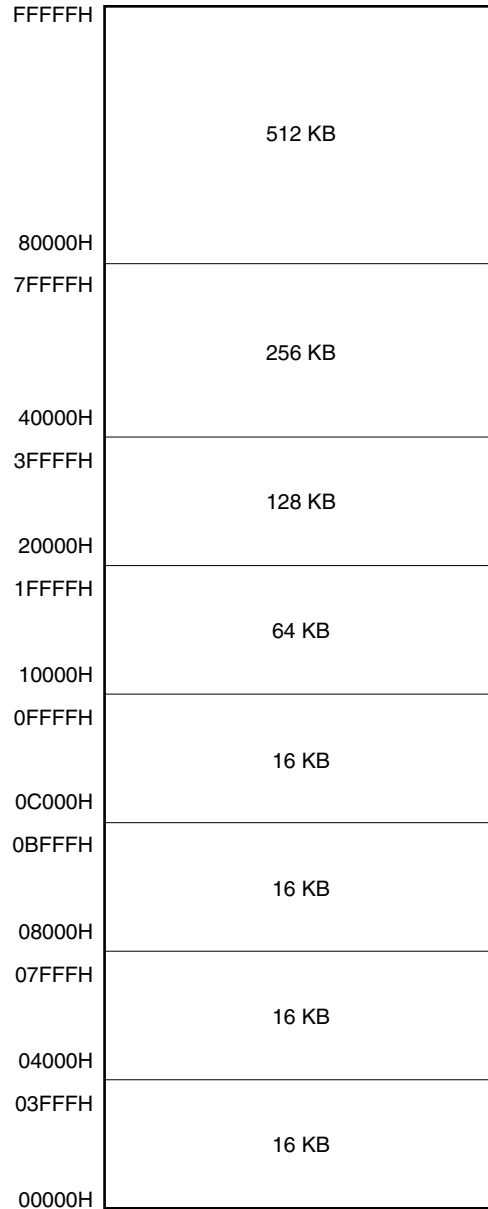 FFFFFH
512 KB
80000H
7FFFFH
256 KB
40000H
3FFFFH
128 KB
20000H
1FFFFH
64 KB
10000H
0FFFFH
16 KB
0C000H
0BFFFH
16 KB
08000H
07FFFH
16 KB
04000H
03FFFH
16 KB
00000H